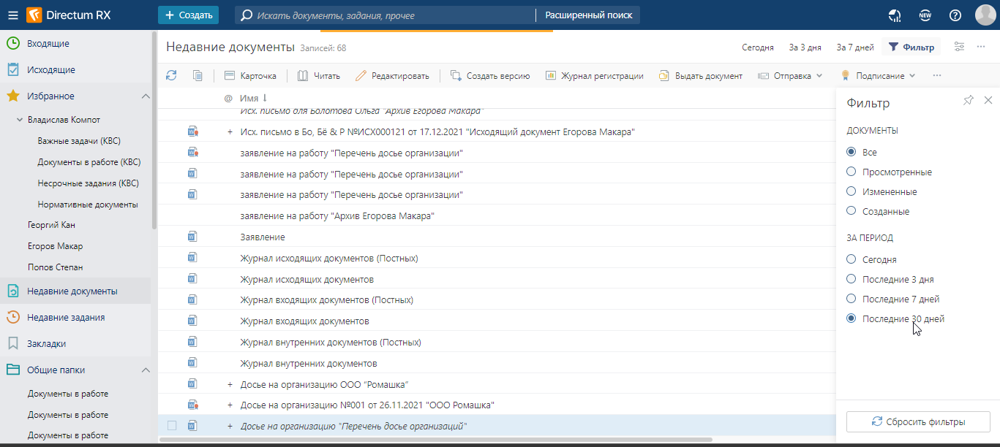 Directum RX
+ Создать
Искать документы, задания, прочее
Расширенный поиск
NEW
Входящие
Исходящие
Избранное
Владислав Компот
Важные задачи (КВС)
Документы в работе (КВС)
Несрочные задания (КВС)
Нормативные документы
Георгий Кан
Егоров Макар
Попов Степан
Недавние документы
Недавние задания
Закладки
Общие папки
Документы в работе
Документы в работе
Документы в работе
Недавние документы Записей: 68
Сегодня За 3 дня За 7 дней Фильтр
Карточка Читать Редактировать Создать версию Журнал регистрации Выдать документ Отправка Подписание
@ Имя
Исх. письмо для Болотова Ольга "Архив Егорова Макара"
+ Исх. письмо в Бо, Бё & Р №ИСХ000121 от 17.12.2021 "Исходящий документ Егорова Макара"
заявление на работу "Перечень досье организации"
заявление на работу "Перечень досье организации"
заявление на работу "Перечень досье организации"
заявление на работу "Архив Егорова Макара"
Заявление
Журнал исходящих документов (Постных)
Журнал исходящих документов
Журнал входящих документов (Постных)
Журнал входящих документов
Журнал внутренних документов (Постных)
Журнал внутренних документов
+ Досье на организацию ООО "Ромашка"
+ Досье на организацию №001 от 26.11.2021 "ООО Ромашка"
+ Досье на организацию "Перечень досье организаций"
Фильтр
ДОКУМЕНТЫ
Все
Просмотренные
Измененные
Созданные
ЗА ПЕРИОД
Сегодня
Последние 3 дня
Последние 7 дней
Последние 30 дней
Сбросить фильтры